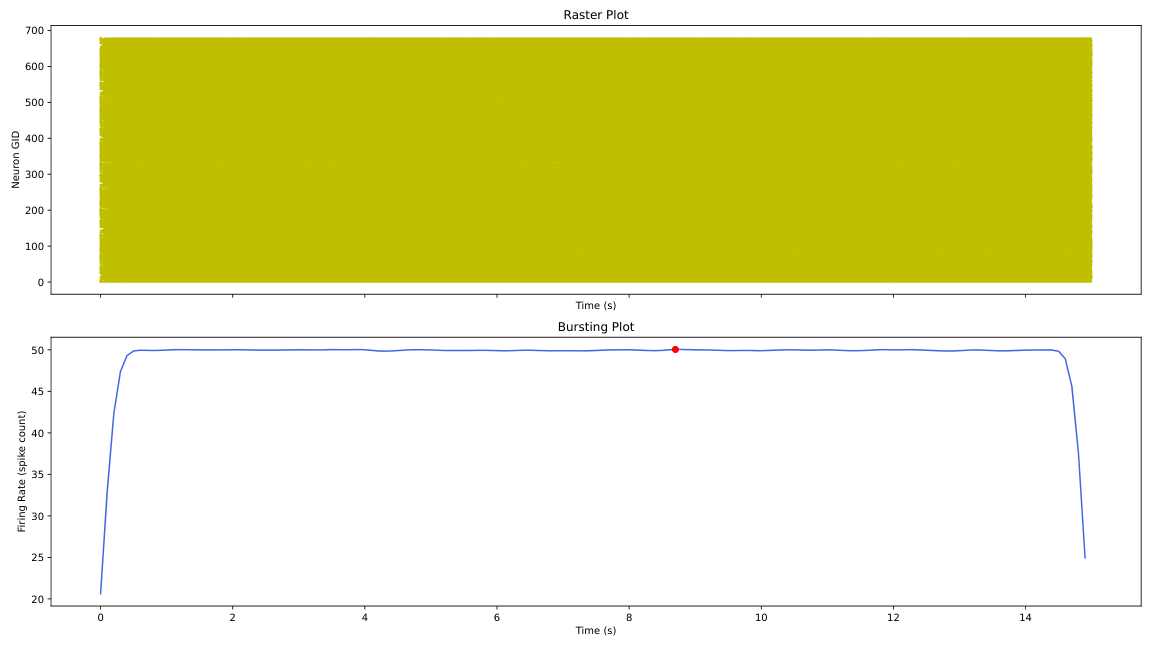 Raster Plot
700
600
500
400
300
200
100
0
Neuron GID
Time (s)
Bursting Plot
50
45
40
35
30
25
20
Firing Rate (spike count)
0 2 4 6 8 10 12 14
Time (s)